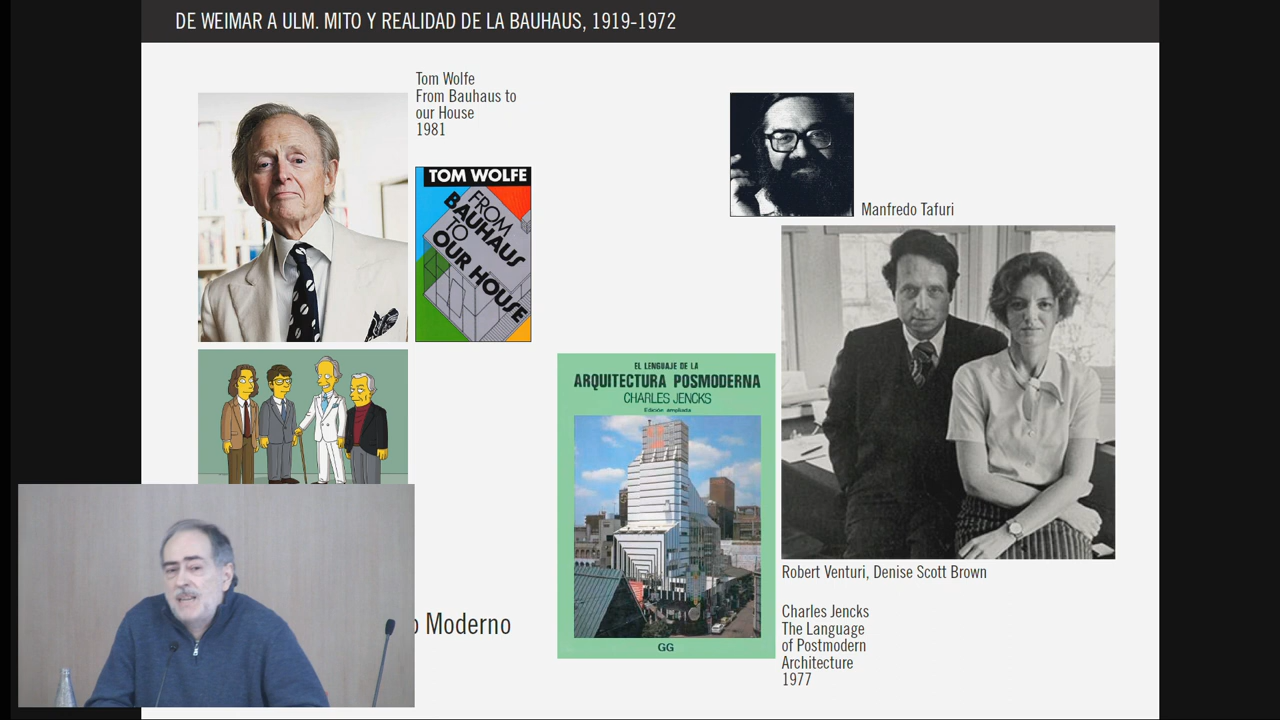 DE WEIMAR A ULM. MITO Y REALIDAD DE LA BAUHAUS, 1919-1972
Tom Wolfe
From Bauhaus to
our House
1981
TOM WOLFE
FROM
BAUHAUS
TO
OUR HOUSE
Manfredo Tafuri
EL LENGUAJE DE LA
ARQUITECTURA POSMODERNA
CHARLES JENCKS
Edición ampliada
GG
Robert Venturi, Denise Scott Brown
Charles Jencks
The Language
of Postmodern
Architecture
1977
o Moderno